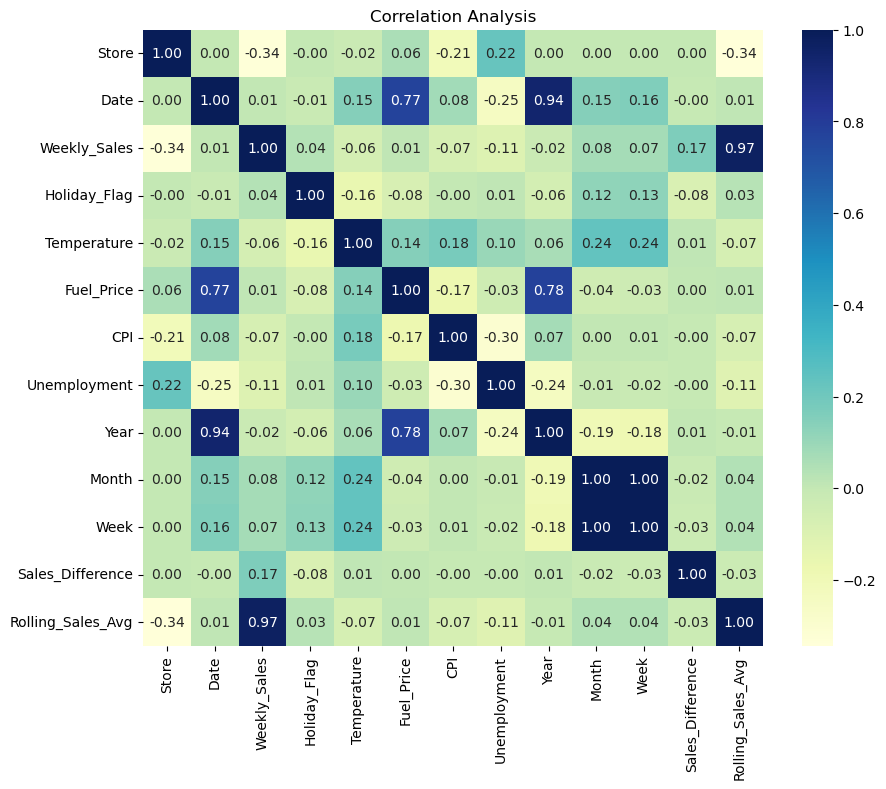 Correlation Analysis
Store 1.00 0.00 -0.34 -0.00 -0.02 0.06 -0.21 0.22 0.00 0.00 0.00 0.00 -0.34
Date 0.00 1.00 0.01 -0.01 0.15 0.77 0.08 -0.25 0.94 0.15 0.16 -0.00 0.01
Weekly_Sales -0.34 0.01 1.00 0.04 -0.06 0.01 -0.07 -0.11 -0.02 0.08 0.07 0.17 0.97
Holiday_Flag -0.00 -0.01 0.04 1.00 -0.16 -0.08 -0.00 0.01 -0.06 0.12 0.13 -0.08 0.03
Temperature -0.02 0.15 -0.06 -0.16 1.00 0.14 0.18 0.10 0.06 0.24 0.24 0.01 -0.07
Fuel_Price 0.06 0.77 0.01 -0.08 0.14 1.00 -0.17 -0.03 0.78 -0.04 -0.03 0.00 0.01
CPI -0.21 0.08 -0.07 -0.00 0.18 -0.17 1.00 -0.30 0.07 0.00 0.01 -0.00 -0.07
Unemployment 0.22 -0.25 -0.11 0.01 0.10 -0.03 -0.30 1.00 -0.24 -0.01 -0.02 -0.00 -0.11
Year 0.00 0.94 -0.02 -0.06 0.06 0.78 0.07 -0.24 1.00 -0.19 -0.18 0.01 -0.01
Month 0.00 0.15 0.08 0.12 0.24 -0.04 0.00 -0.01 -0.19 1.00 1.00 -0.02 0.04
Week 0.00 0.16 0.07 0.13 0.24 -0.03 0.01 -0.02 -0.18 1.00 1.00 -0.03 0.04
Sales_Difference 0.00 -0.00 0.17 -0.08 0.01 0.00 -0.00 -0.00 0.01 -0.02 -0.03 1.00 -0.03
Rolling_Sales_Avg -0.34 0.01 0.97 0.03 -0.07 0.01 -0.07 -0.11 -0.01 0.04 0.04 -0.03 1.00
Store
Date
Weekly_Sales
Holiday_Flag
Temperature
Fuel_Price
CPI
Unemployment
Year
Month
Week
Sales_Difference
Rolling_Sales_Avg
1.0
0.8
0.6
0.4
0.2
0.0
−0.2